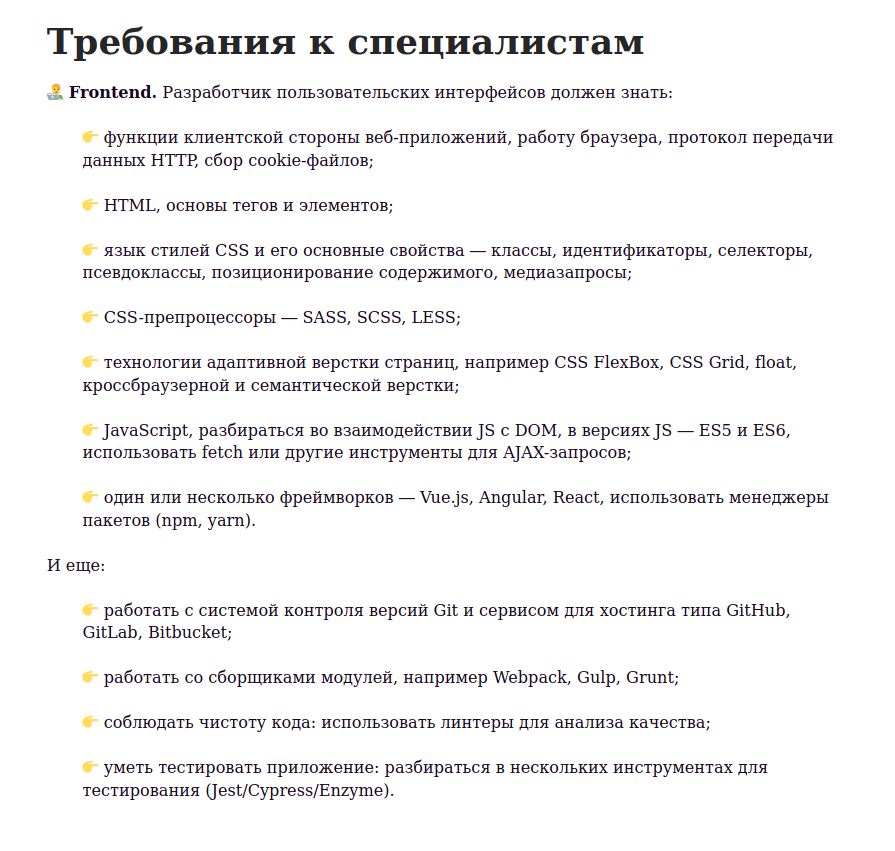 Требования к специалистам
👨‍💻 Frontend. Разработчик пользовательских интерфейсов должен знать:
👉 функции клиентской стороны веб-приложений, работу браузера, протокол передачи
данных HTTP, сбор cookie-файлов;
👉 HTML, основы тегов и элементов;
👉 язык стилей CSS и его основные свойства — классы, идентификаторы, селекторы,
псевдоклассы, позиционирование содержимого, медиазапросы;
👉 CSS-препроцессоры — SASS, SCSS, LESS;
👉 технологии адаптивной верстки страниц, например CSS FlexBox, CSS Grid, float,
кроссбраузерной и семантической верстки;
👉 JavaScript, разбираться во взаимодействии JS с DOM, в версиях JS — ES5 и ES6,
использовать fetch или другие инструменты для AJAX-запросов;
👉 один или несколько фреймворков — Vue.js, Angular, React, использовать менеджеры
пакетов (npm, yarn).
И еще:
👉 работать с системой контроля версий Git и сервисом для хостинга типа GitHub,
GitLab, Bitbucket;
👉 работать со сборщиками модулей, например Webpack, Gulp, Grunt;
👉 соблюдать чистоту кода: использовать линтеры для анализа качества;
👉 уметь тестировать приложение: разбираться в нескольких инструментах для
тестирования (Jest/Cypress/Enzyme).